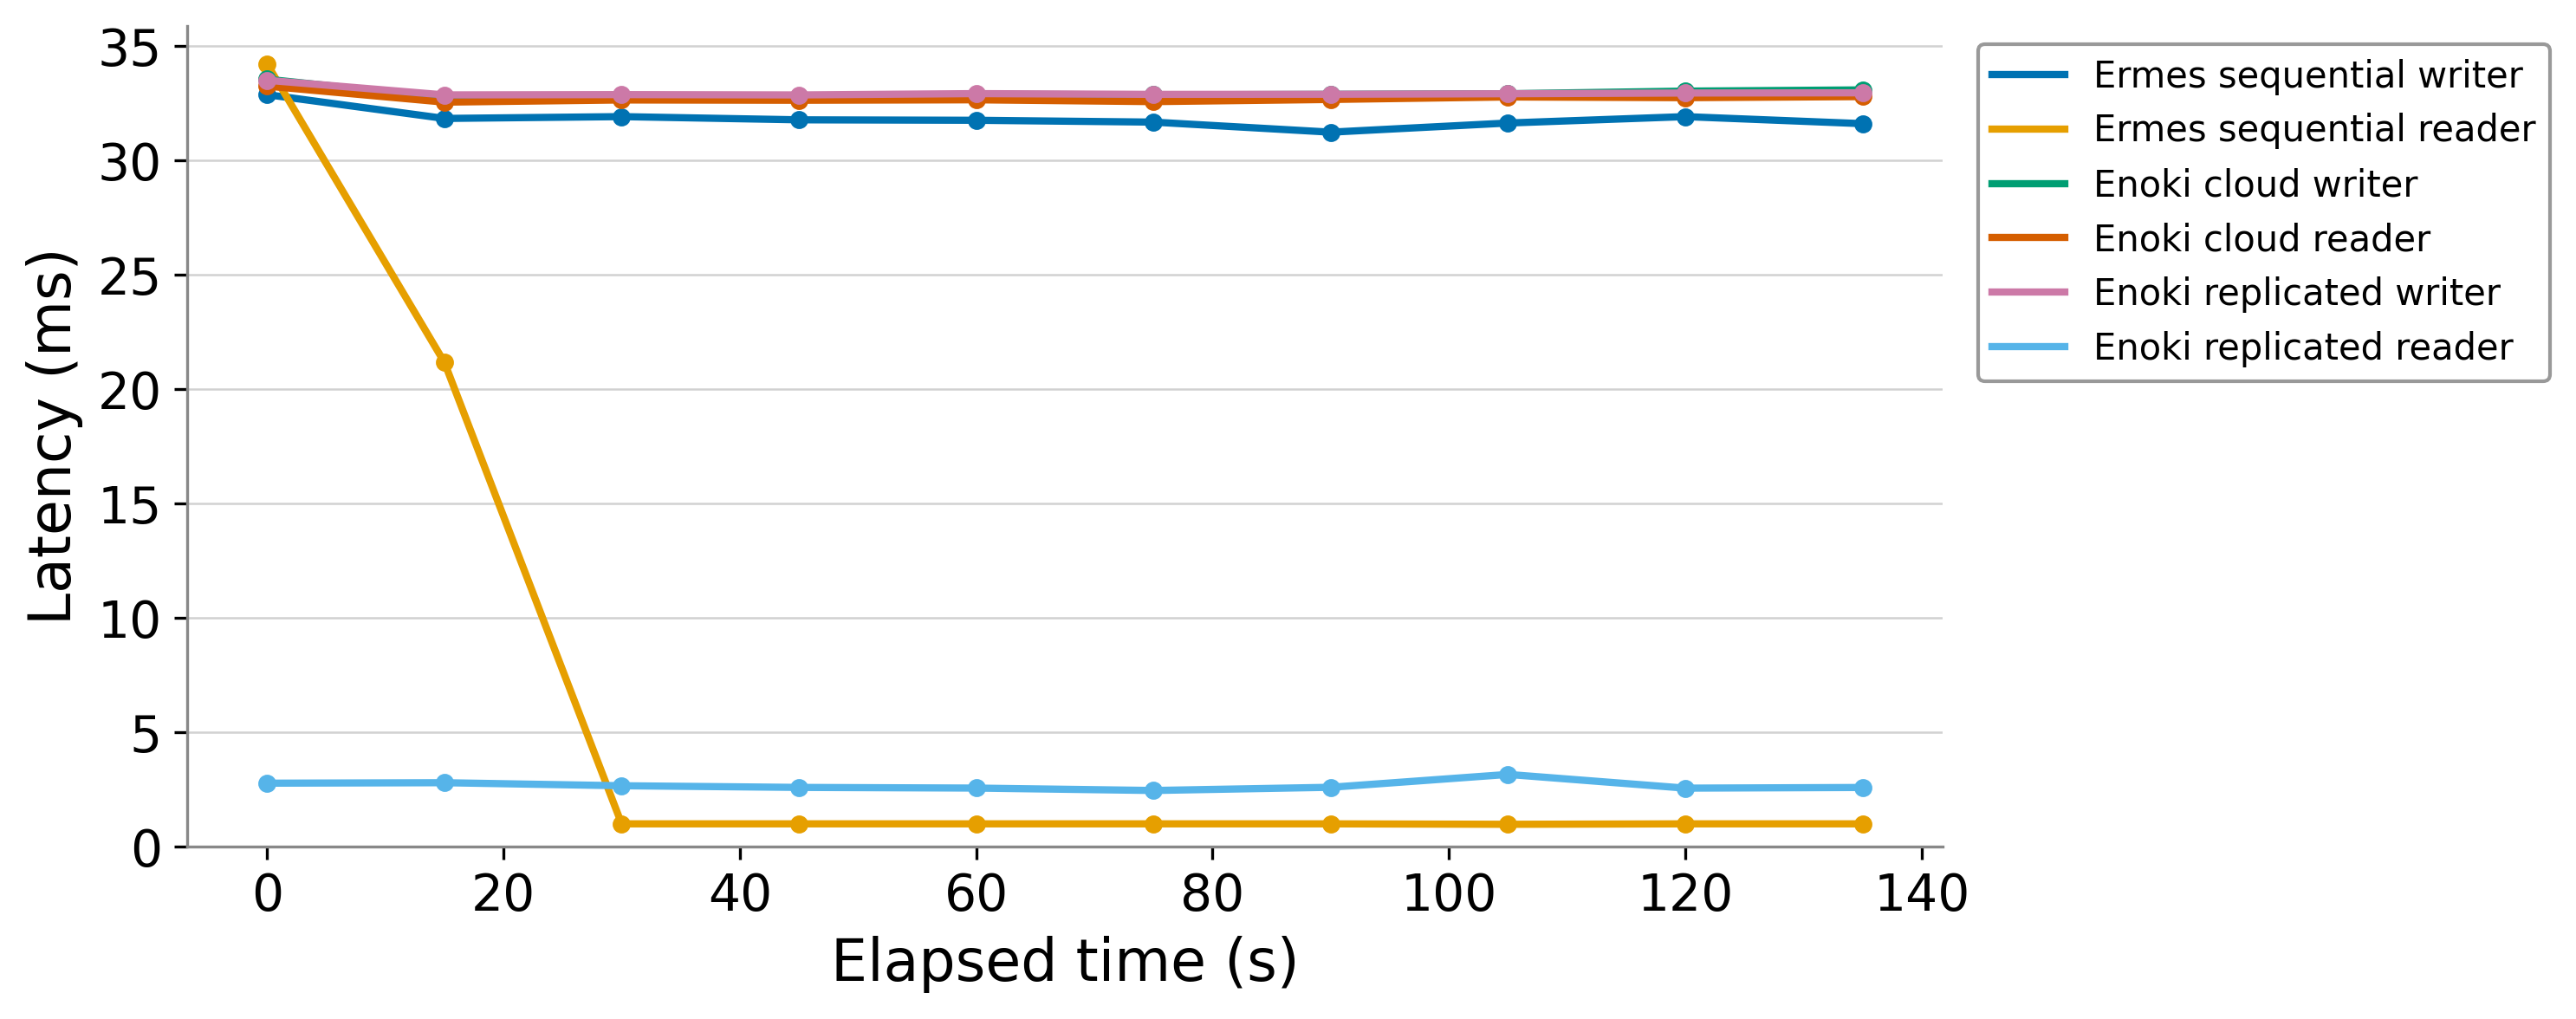 35
30
25
20
15
10
5
0
Latency (ms)
0 20 40 60 80 100 120 140
Elapsed time (s)
Ermes sequential writer
Ermes sequential reader
Enoki cloud writer
Enoki cloud reader
Enoki replicated writer
Enoki replicated reader